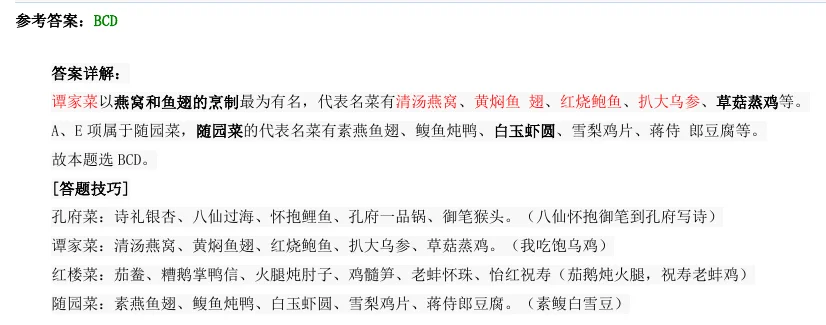 参考答案：BCD
答案详解：
谭家菜以燕窝和鱼翅的烹制最为有名，代表名菜有清汤燕窝、黄焖鱼 翅、红烧鲍鱼、扒大乌参、草菇蒸鸡等。
A、E 项属于随园菜，随园菜的代表名菜有素燕鱼翅、鳆鱼炖鸭、白玉虾圆、雪梨鸡片、蒋侍 郎豆腐等。
故本题选 BCD。
[答题技巧]
孔府菜：诗礼银杏、八仙过海、怀抱鲤鱼、孔府一品锅、御笔猴头。（八仙怀抱御笔到孔府写诗）
谭家菜：清汤燕窝、黄焖鱼翅、红烧鲍鱼、扒大乌参、草菇蒸鸡。（我吃饱乌鸡）
红楼菜：茄鲞、糟鹅掌鸭信、火腿炖肘子、鸡髓笋、老蚌怀珠、怡红祝寿（茄鹅炖火腿，祝寿老蚌鸡）
随园菜：素燕鱼翅、鳆鱼炖鸭、白玉虾圆、雪梨鸡片、蒋侍郎豆腐。（素鳆白雪豆）